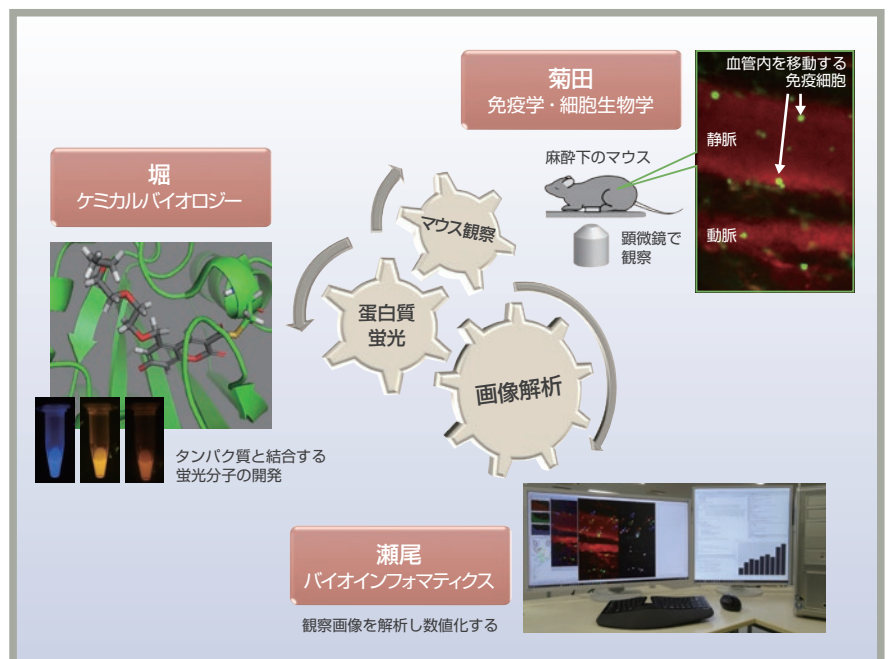 菊田
免疫学・細胞生物学
血管内を移動する
免疫細胞
静脈
動脈
麻酔下のマウス
顕微鏡で
観察
堀
ケミカルバイオロジー
マウス観察
蛋白質
蛍光
画像解析
タンパク質と結合する
蛍光分子の開発
瀬尾
バイオインフォマティクス
観察画像を解析し数値化する